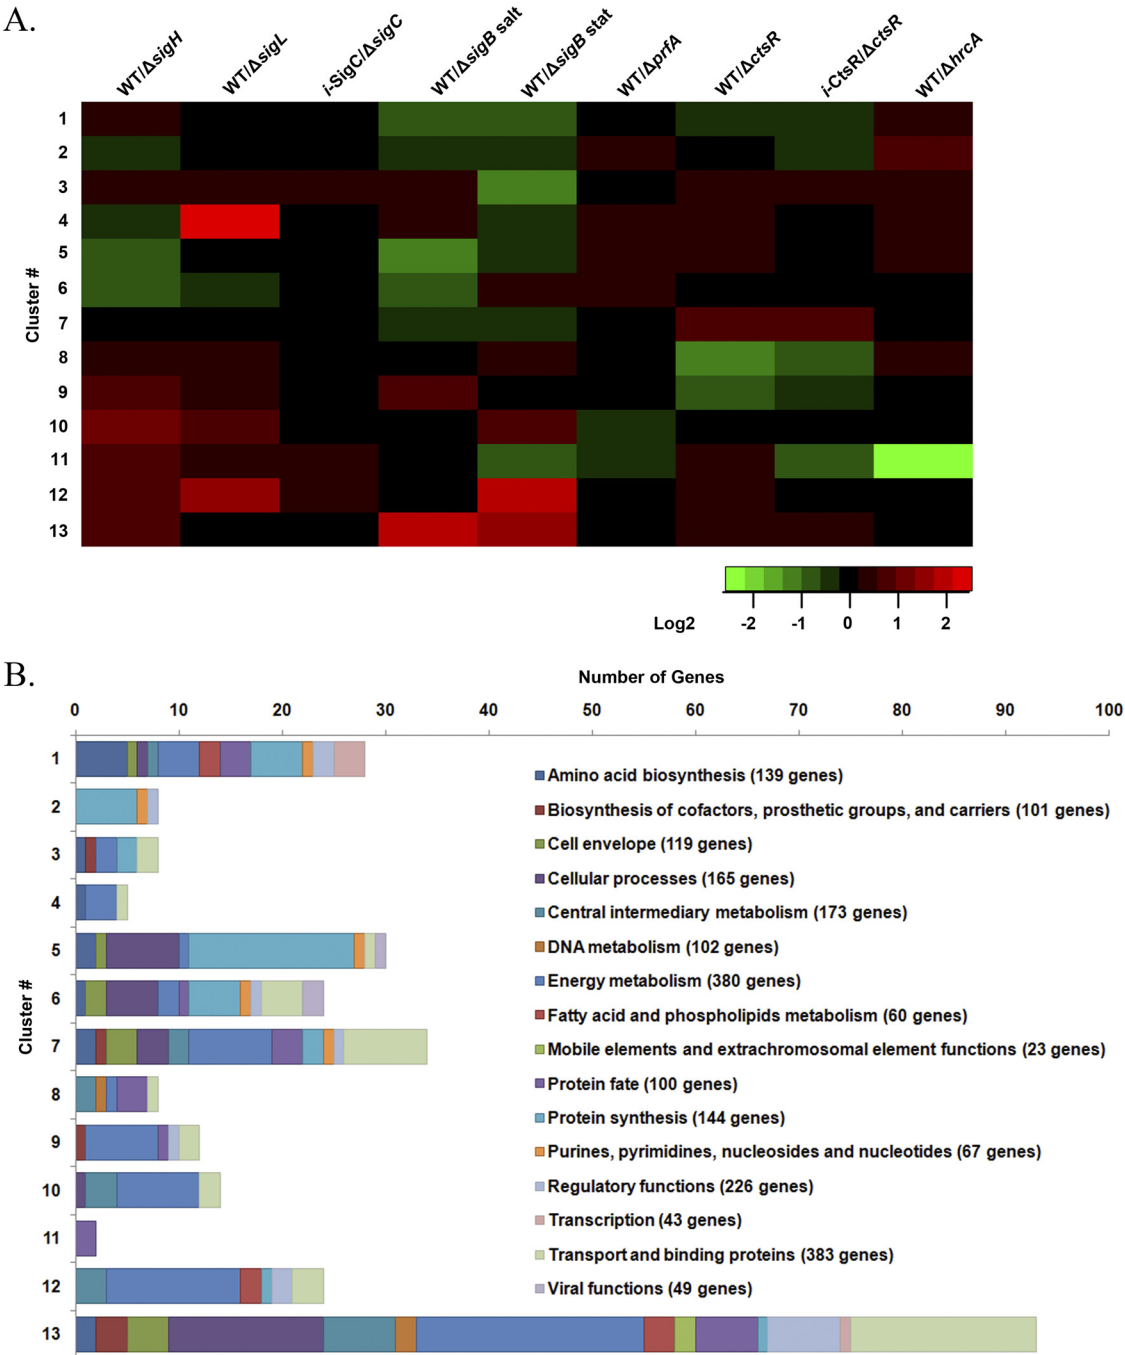 A.
WT/ΔsigH WT/ΔsigL i-SigC/ΔsigC WT/ΔsigB salt WT/ΔsigB stat WT/ΔprfA WT/ΔctsR i-CtsR/ΔctsR WT/ΔhrcA
Cluster #
1
2
3
4
5
6
7
8
9
10
11
12
13
Log2 -2 -1 0 1 2
B.
Number of Genes
0 10 20 30 40 50 60 70 80 90 100
Cluster #
1
2
3
4
5
6
7
8
9
10
11
12
13
Amino acid biosynthesis (139 genes)
Biosynthesis of cofactors, prosthetic groups, and carriers (101 genes)
Cell envelope (119 genes)
Cellular processes (165 genes)
Central intermediary metabolism (173 genes)
DNA metabolism (102 genes)
Energy metabolism (380 genes)
Fatty acid and phospholipids metabolism (60 genes)
Mobile elements and extrachromosomal element functions (23 genes)
Protein fate (100 genes)
Protein synthesis (144 genes)
Purines, pyrimidines, nucleosides and nucleotides (67 genes)
Regulatory functions (226 genes)
Transcription (43 genes)
Transport and binding proteins (383 genes)
Viral functions (49 genes)